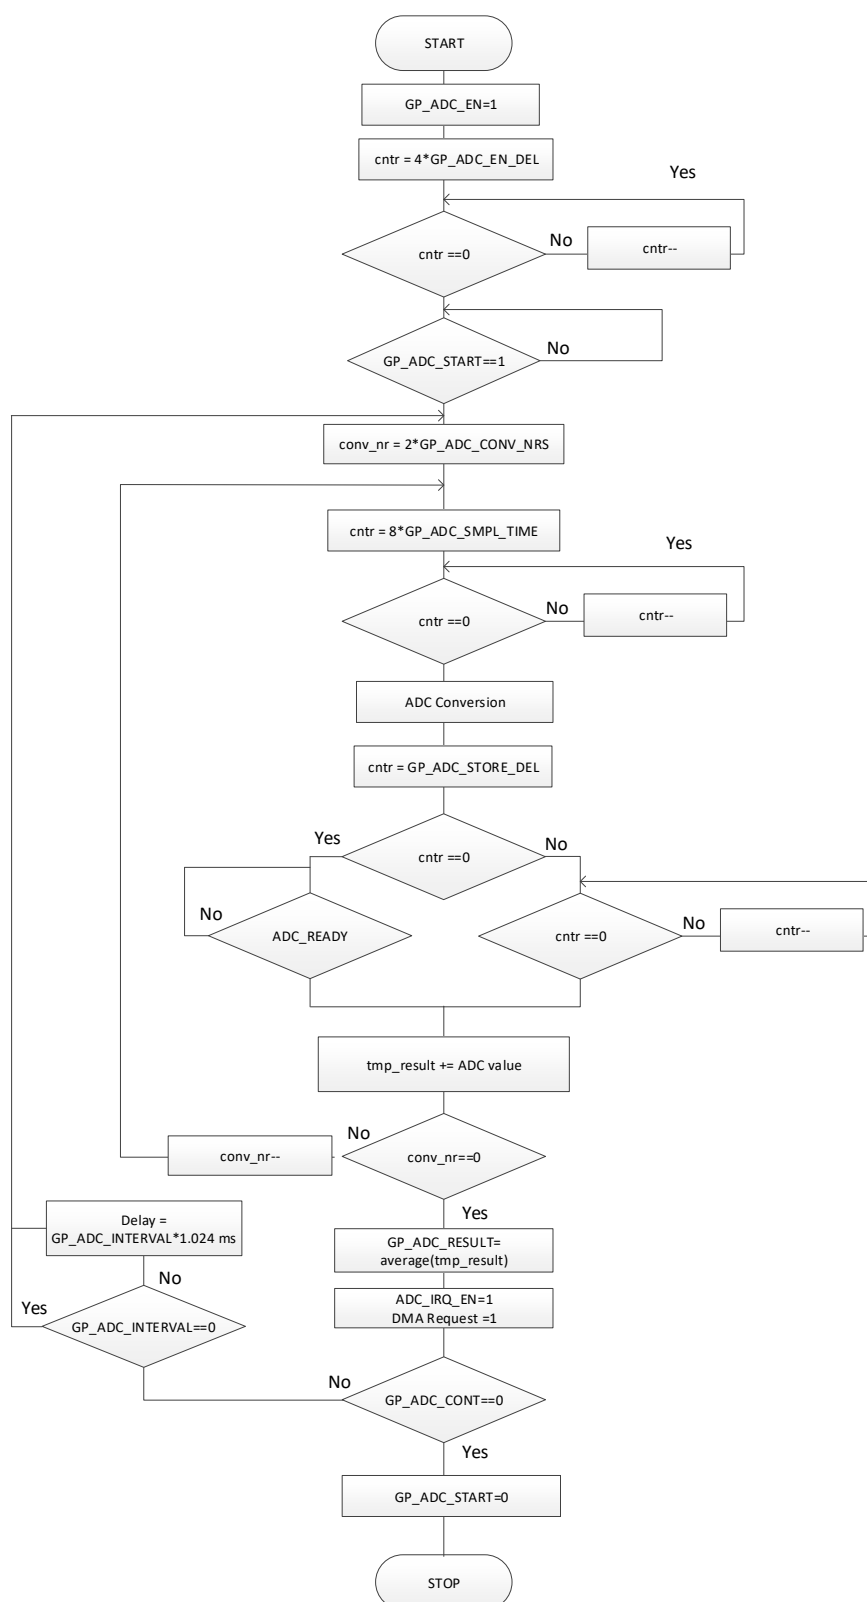 START
GP_ADC_EN=1
cntr = 4*GP_ADC_EN_DEL
Yes
cntr ==0
No
cntr--
GP_ADC_START==1
No
conv_nr = 2*GP_ADC_CONV_NRS
cntr = 8*GP_ADC_SMPL_TIME
Yes
cntr ==0
No
cntr--
ADC Conversion
cntr = GP_ADC_STORE_DEL
Yes
cntr ==0
No
No
ADC_READY
cntr ==0
No
cntr--
tmp_result += ADC value
conv_nr--
No
conv_nr==0
Yes
Delay =
GP_ADC_INTERVAL*1.024 ms
GP_ADC_RESULT=
average(tmp_result)
No
Yes
GP_ADC_INTERVAL==0
ADC_IRQ_EN=1
DMA Request =1
No
GP_ADC_CONT==0
Yes
GP_ADC_START=0
STOP